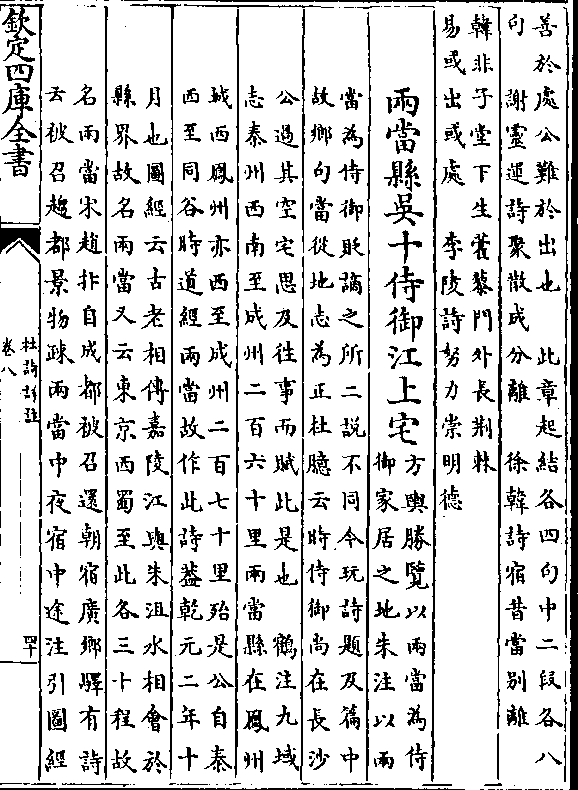 善於處公難於出也　此章起結各四句中二段各八
句　謝靈運詩聚散成分離　徐韓詩宿昔當別離
韓非子堂下生藿藜門外長荆棘
易或出或處　李陵詩努力崇明德
兩當縣吳十侍御江上宅
方輿勝覽以兩當為侍
御家居之地朱注以兩
當為侍御貶謫之所二説不同今玩詩題及篇中
故鄉句當從地志為正杜臆云時侍御尚在長沙
公過其空宅思及往事而賦此是也　鶴注九域
志秦州西南至成州二百六十里兩當縣在鳳州
城西鳳州亦西至成州二百七十里殆是公自秦
西至同谷時道經兩當故作此詩葢乾元二年十
月也圖經云古老相傳嘉陵江與朱沮水相會於
縣界故名兩當又云東京西蜀至此各三十程故
名兩當宋趙抃自成都被召還朝宿廣鄉驛有詩
云被召趨都景物疎兩當中夜宿中途注引圖經
欽定四庫全書
杜詩詳註
卷八
四十